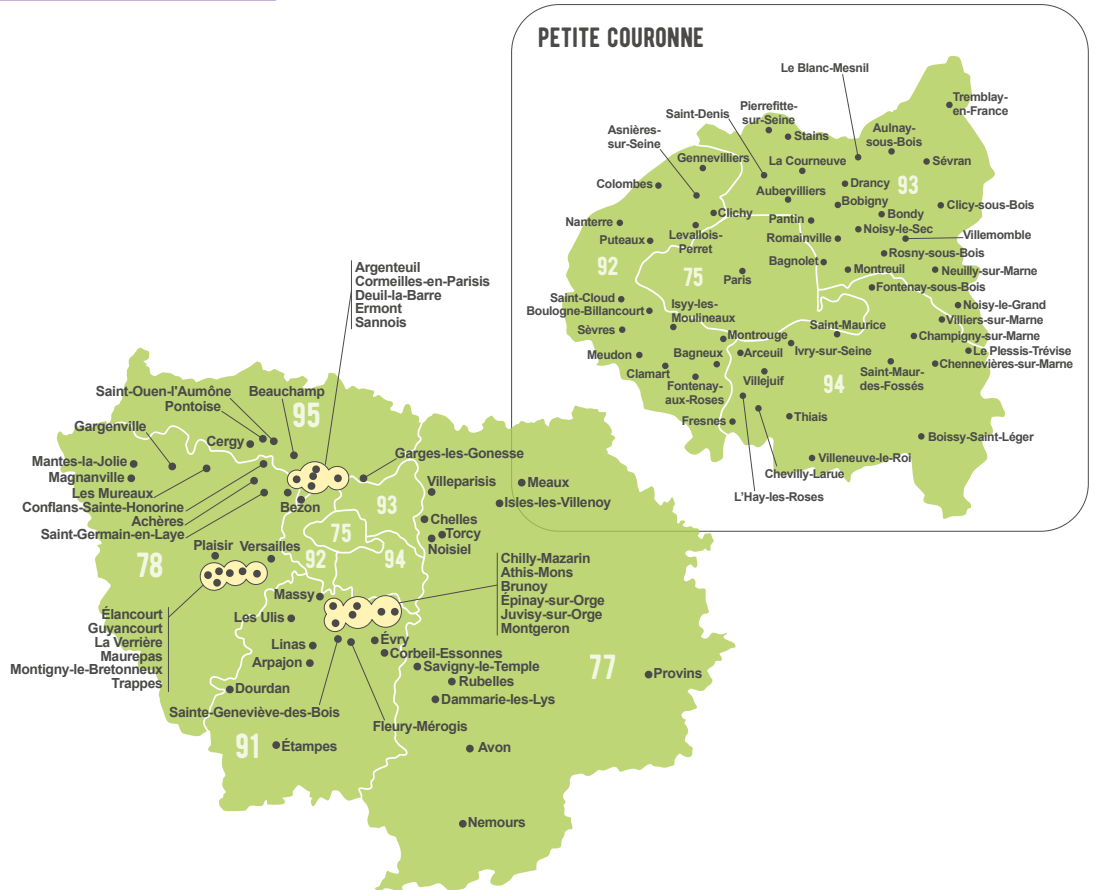 PETITE COURONNE
Le Blanc-Mesnil
Tremblay-
en-France
Pierrefitte-
sur-Seine
Saint-Denis
Stains
Aulnay-
sous-Bois
Asnières-
sur-Seine
Gennevilliers
La Courneuve
Sévran
Colombes
Drancy
93
Aubervilliers
Bobigny
Clicy-sous-Bois
Clichy
Pantin
Bondy
Nanterre
Levallois-
Perret
Noisy-le-Sec
Villemomble
Puteaux
Romainville
Rosny-sous-Bois
92
75
Bagnolet
Montreuil
Neuilly-sur-Marne
Paris
Fontenay-sous-Bois
Saint-Cloud
Boulogne-Billancourt
Isyy-les-
Moulineaux
Noisy-le-Grand
Villiers-sur-Marne
Sèvres
Montrouge
Saint-Maurice
Champigny-sur-Marne
Meudon
Bagneux
Arceuil
Ivry-sur-Seine
Le Plessis-Trévise
Chennevières-sur-Marne
Clamart
Villejuif
Saint-Maur-
des-Fossés
Fontenay-
aux-Roses
94
Fresnes
Thiais
Boissy-Saint-Léger
Villeneuve-le-Roi
Chevilly-Larue
L'Hay-les-Roses
Argenteuil
Cormeilles-en-Parisis
Deuil-la-Barre
Ermont
Sannois
Saint-Ouen-l'Aumône
Beauchamp
Pontoise
95
Gargenville
Cergy
Garges-les-Gonesse
Mantes-la-Jolie
Magnanville
Les Mureaux
Conflans-Sainte-Honorine
Achères
Saint-Germain-en-Laye
Bezon
Villeparisis
Meaux
Isles-les-Villenoy
93
Chelles
Torcy
Noisiel
75
92
94
Plaisir
Versailles
78
Massy
Chilly-Mazarin
Athis-Mons
Brunoy
Épinay-sur-Orge
Juvisy-sur-Orge
Montgeron
Élancourt
Guyancourt
La Verrière
Maurepas
Montigny-le-Bretonneux
Trappes
Les Ulis
Linas
Arpajon
Évry
Corbeil-Essonnes
Savigny-le-Temple
Rubelles
77
Provins
Dourdan
Dammarie-les-Lys
Sainte-Geneviève-des-Bois
Fleury-Mérogis
91
Étampes
Avon
Nemours